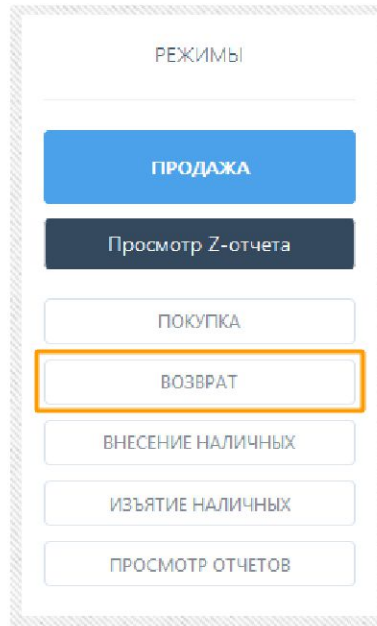 РЕЖИМЫ
ПРОДАЖА
Просмотр Z-отчета
ПОКУПКА
ВОЗВРАТ
ВНЕСЕНИЕ НАЛИЧНЫХ
ИЗЪЯТИЕ НАЛИЧНЫХ
ПРОСМОТР ОТЧЕТОВ